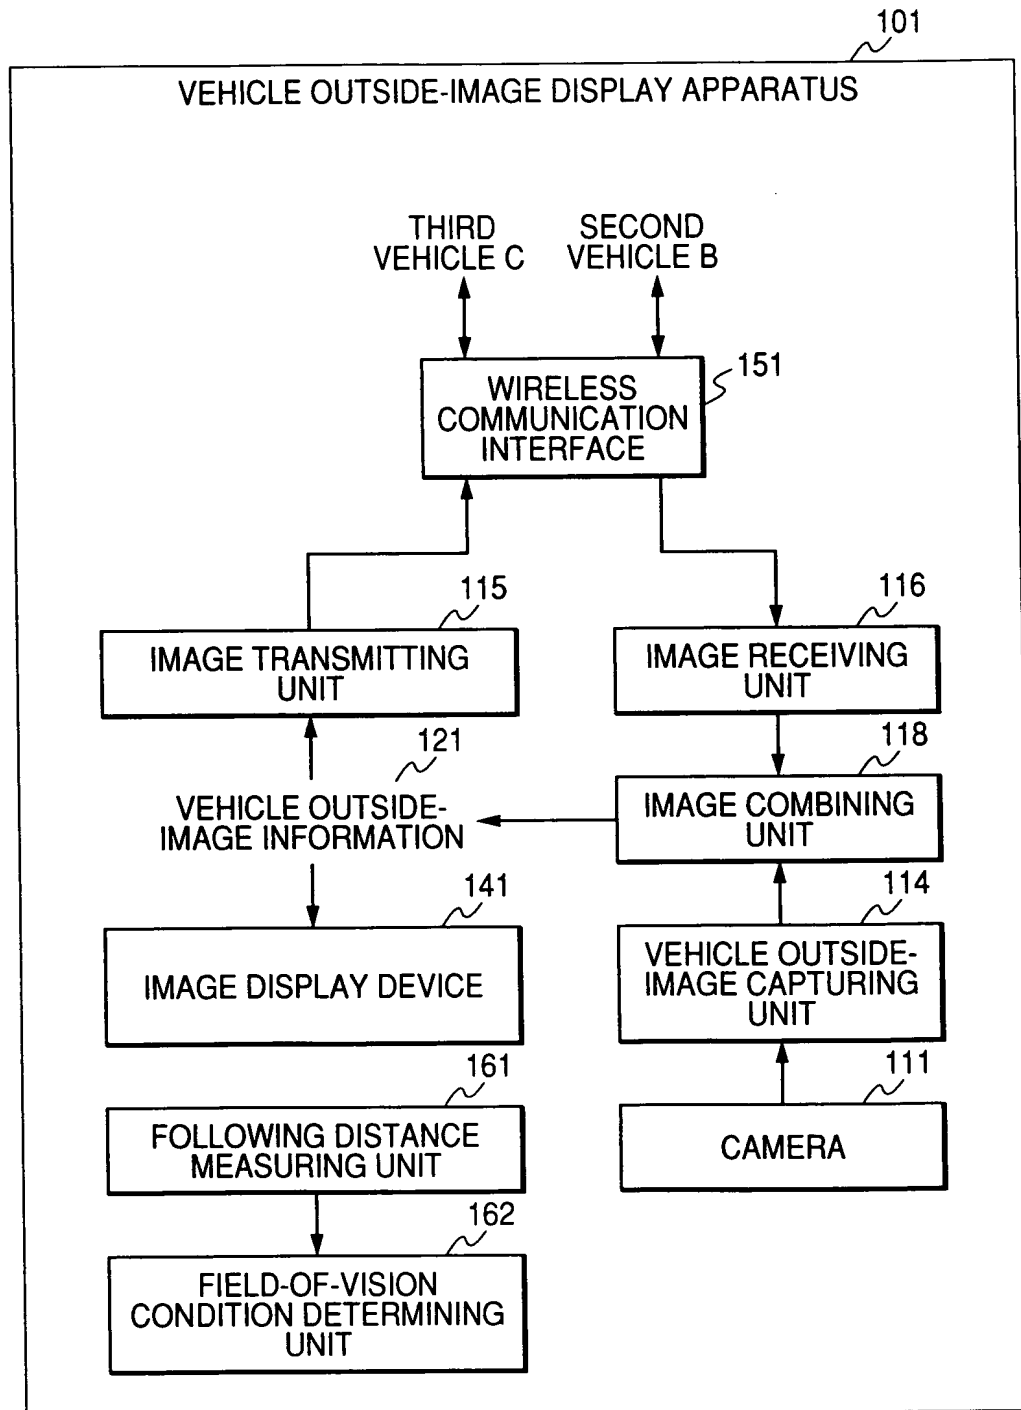 101
VEHICLE OUTSIDE-IMAGE DISPLAY APPARATUS
THIRD
VEHICLE C
SECOND
VEHICLE B
WIRELESS
COMMUNICATION
INTERFACE
151
115
IMAGE TRANSMITTING
UNIT
116
IMAGE RECEIVING
UNIT
121
VEHICLE OUTSIDE-
IMAGE INFORMATION
118
IMAGE COMBINING
UNIT
141
IMAGE DISPLAY DEVICE
114
VEHICLE OUTSIDE-
IMAGE CAPTURING
UNIT
161
FOLLOWING DISTANCE
MEASURING UNIT
111
CAMERA
162
FIELD-OF-VISION
CONDITION DETERMINING
UNIT